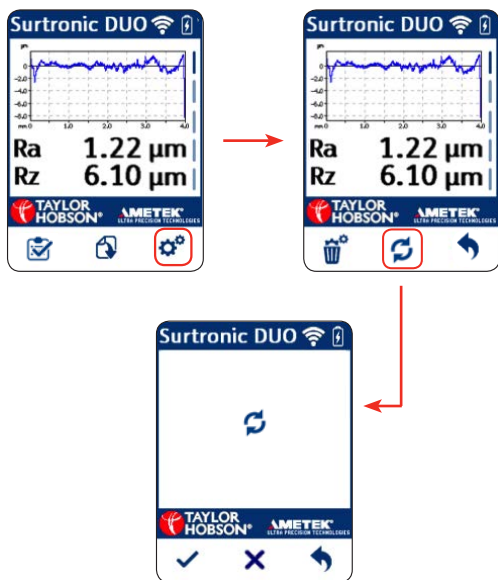 Surtronic DUO
µm
0
-2.0
-4.0
-6.0
-8.0
mm 0 1.0 2.0 3.0 4.0
Ra 1.22 µm
Rz 6.10 µm
TAYLOR HOBSON® AMETEK®
ULTRA PRECISION TECHNOLOGIES
Surtronic DUO
µm
0
-2.0
-4.0
-6.0
-8.0
mm 0 1.0 2.0 3.0 4.0
Ra 1.22 µm
Rz 6.10 µm
TAYLOR HOBSON® AMETEK®
ULTRA PRECISION TECHNOLOGIES
Surtronic DUO
TAYLOR HOBSON® AMETEK®
ULTRA PRECISION TECHNOLOGIES